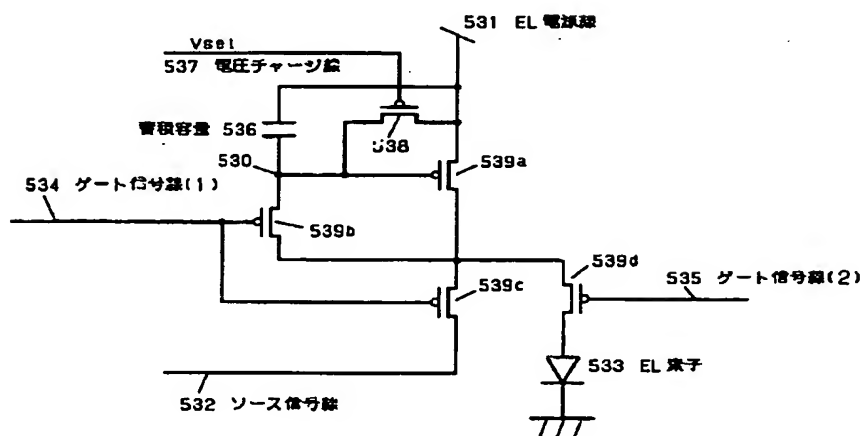 531 EL 電源線
Vset
537 電圧チャージ線
蓄積容量 536
538
530
539a
534 ゲート信号線(1)
539b
539d
539c
535 ゲート信号線(2)
533 EL 素子
532 ソース信号線